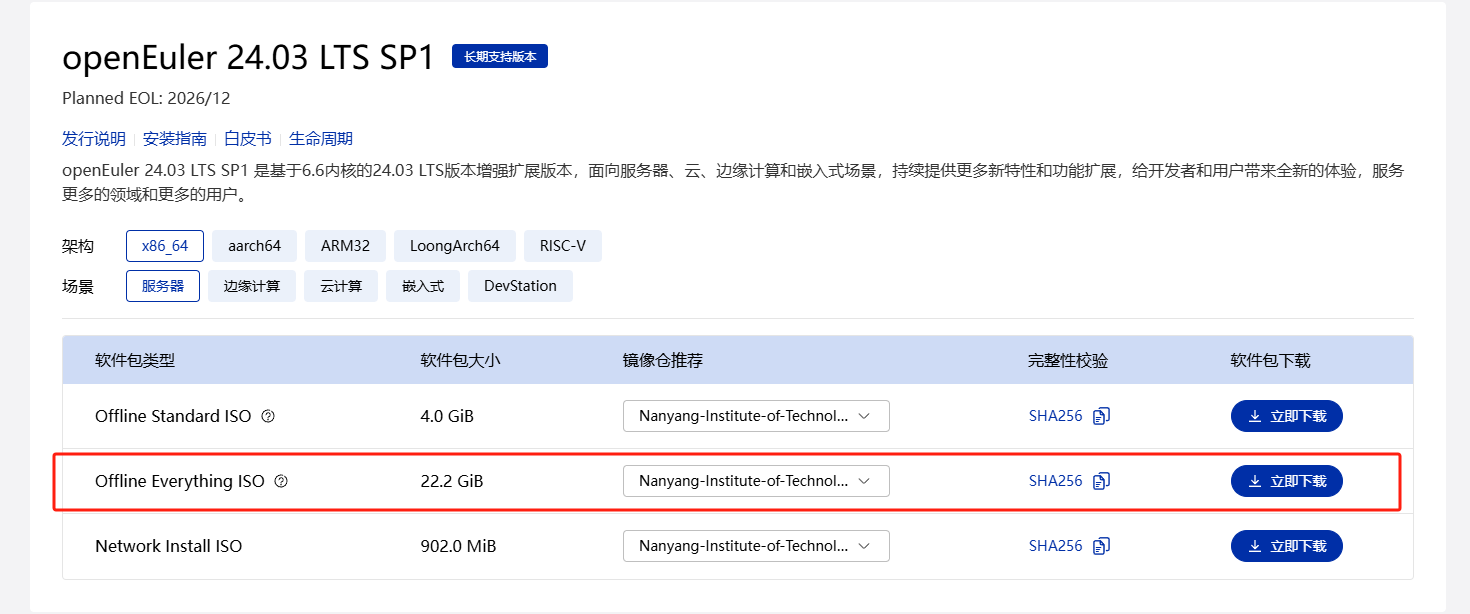 openEuler 24.03 LTS SP1 长期支持版本
Planned EOL: 2026/12
发行说明 安装指南 白皮书 生命周期
openEuler 24.03 LTS SP1 是基于6.6内核的24.03 LTS版本增强扩展版本，面向服务器、云、边缘计算和嵌入式场景，持续提供更多新特性和功能扩展，给开发者和用户带来全新的体验，服务
更多的领域和更多的用户。
架构 x86_64 aarch64 ARM32 LoongArch64 RISC-V
场景 服务器 边缘计算 云计算 嵌入式 DevStation
软件包类型 软件包大小 镜像仓推荐 完整性校验 软件包下载
Offline Standard ISO 4.0 GiB Nanyang-Institute-of-Technol... SHA256 立即下载
Offline Everything ISO 22.2 GiB Nanyang-Institute-of-Technol... SHA256 立即下载
Network Install ISO 902.0 MiB Nanyang-Institute-of-Technol... SHA256 立即下载